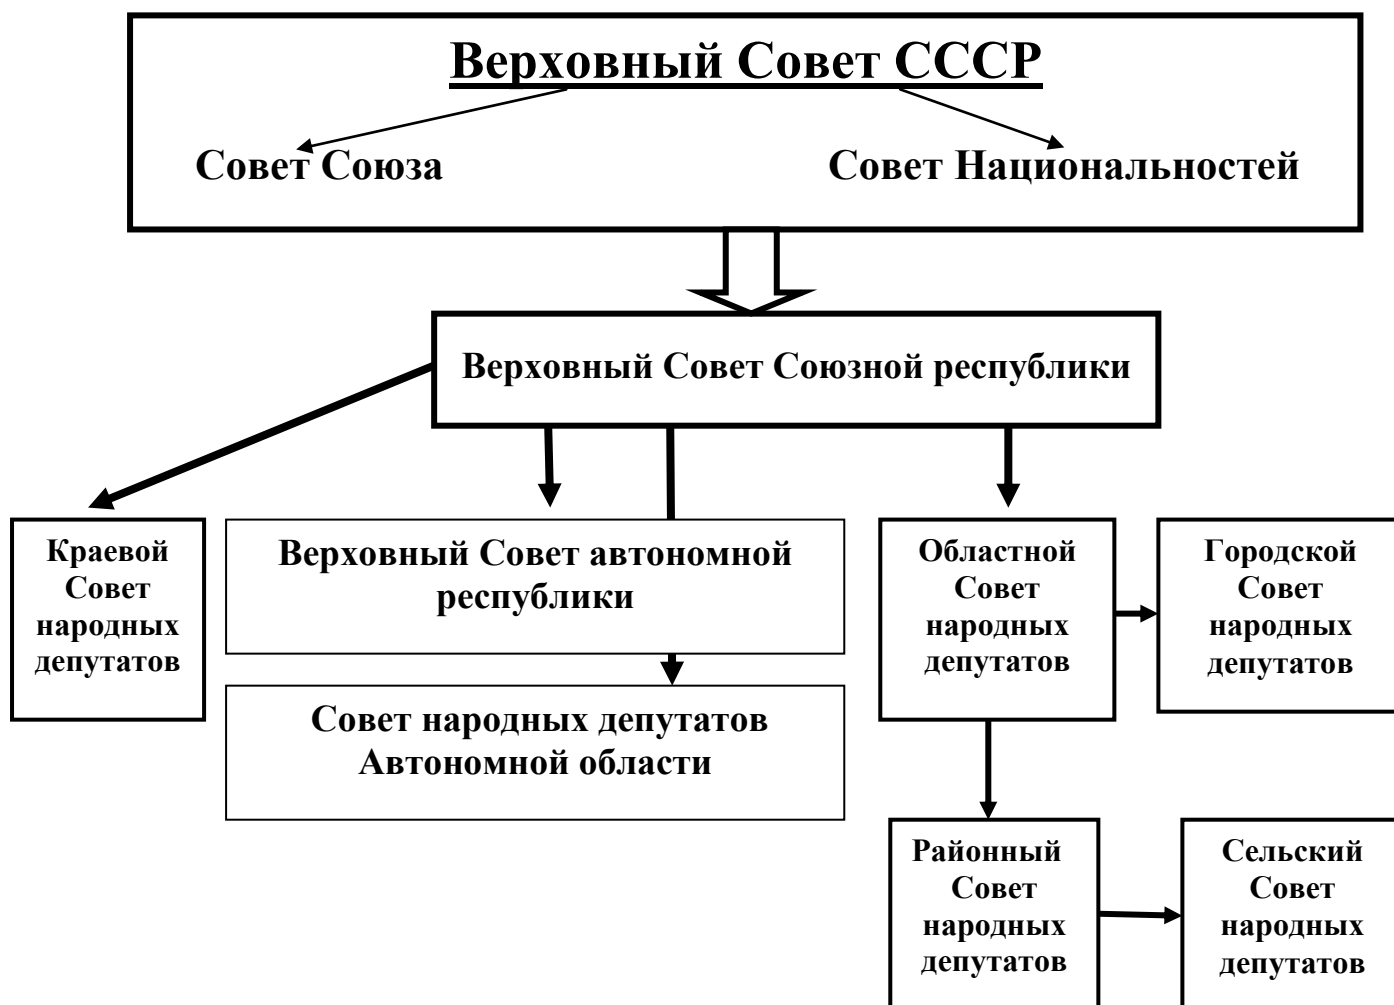 Верховный Совет СССР
Совет Союза
Совет Национальностей
Верховный Совет Союзной республики
Краевой
Совет
народных
депутатов
Верховный Совет автономной
республики
Совет народных депутатов
Автономной области
Областной
Совет
народных
депутатов
Городской
Совет
народных
депутатов
Районный
Совет
народных
депутатов
Сельский
Совет
народных
депутатов